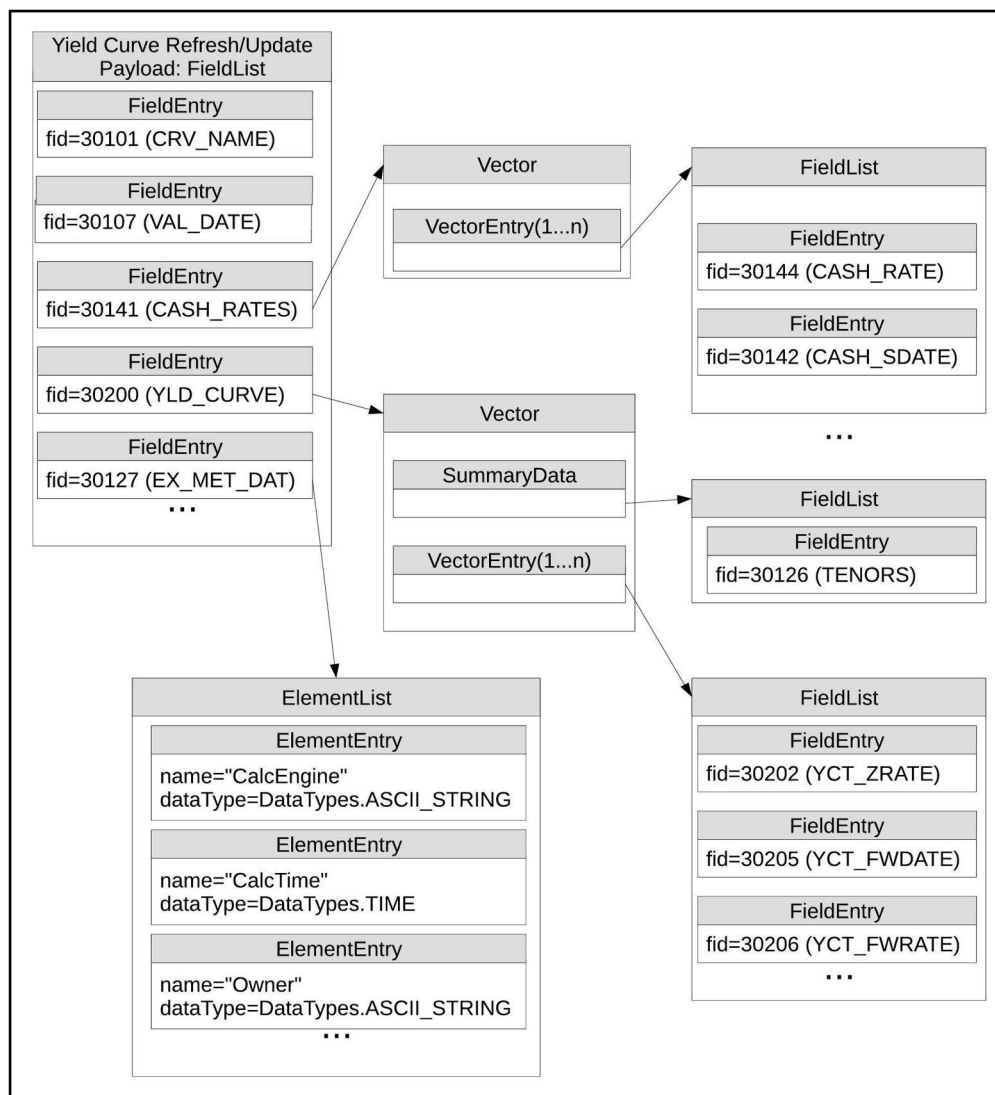 Yield Curve Refresh/Update
Payload: FieldList
FieldEntry
fid=30101 (CRV_NAME)
FieldEntry
fid=30107 (VAL_DATE)
FieldEntry
fid=30141 (CASH_RATES)
FieldEntry
fid=30200 (YLD_CURVE)
FieldEntry
fid=30127 (EX_MET_DAT)
...
Vector
VectorEntry(1...n)
FieldList
FieldEntry
fid=30144 (CASH_RATE)
FieldEntry
fid=30142 (CASH_SDATE)
...
Vector
SummaryData
VectorEntry(1...n)
FieldList
FieldEntry
fid=30126 (TENORS)
FieldList
FieldEntry
fid=30202 (YCT_ZRATE)
FieldEntry
fid=30205 (YCT_FWDATE)
FieldEntry
fid=30206 (YCT_FWRATE)
...
ElementList
ElementEntry
name="CalcEngine"
dataType=DataTypes.ASCII_STRING
ElementEntry
name="CalcTime"
dataType=DataTypes.TIME
ElementEntry
name="Owner"
dataType=DataTypes.ASCII_STRING
...